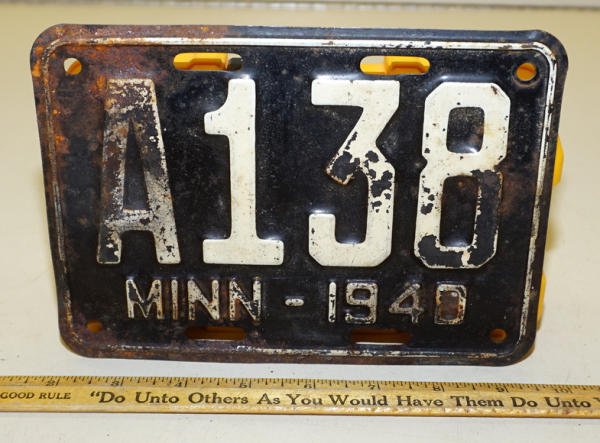 A138
MINN - 1940
GOOD RULE "Do Unto Others As You Would Have Them Do Unto